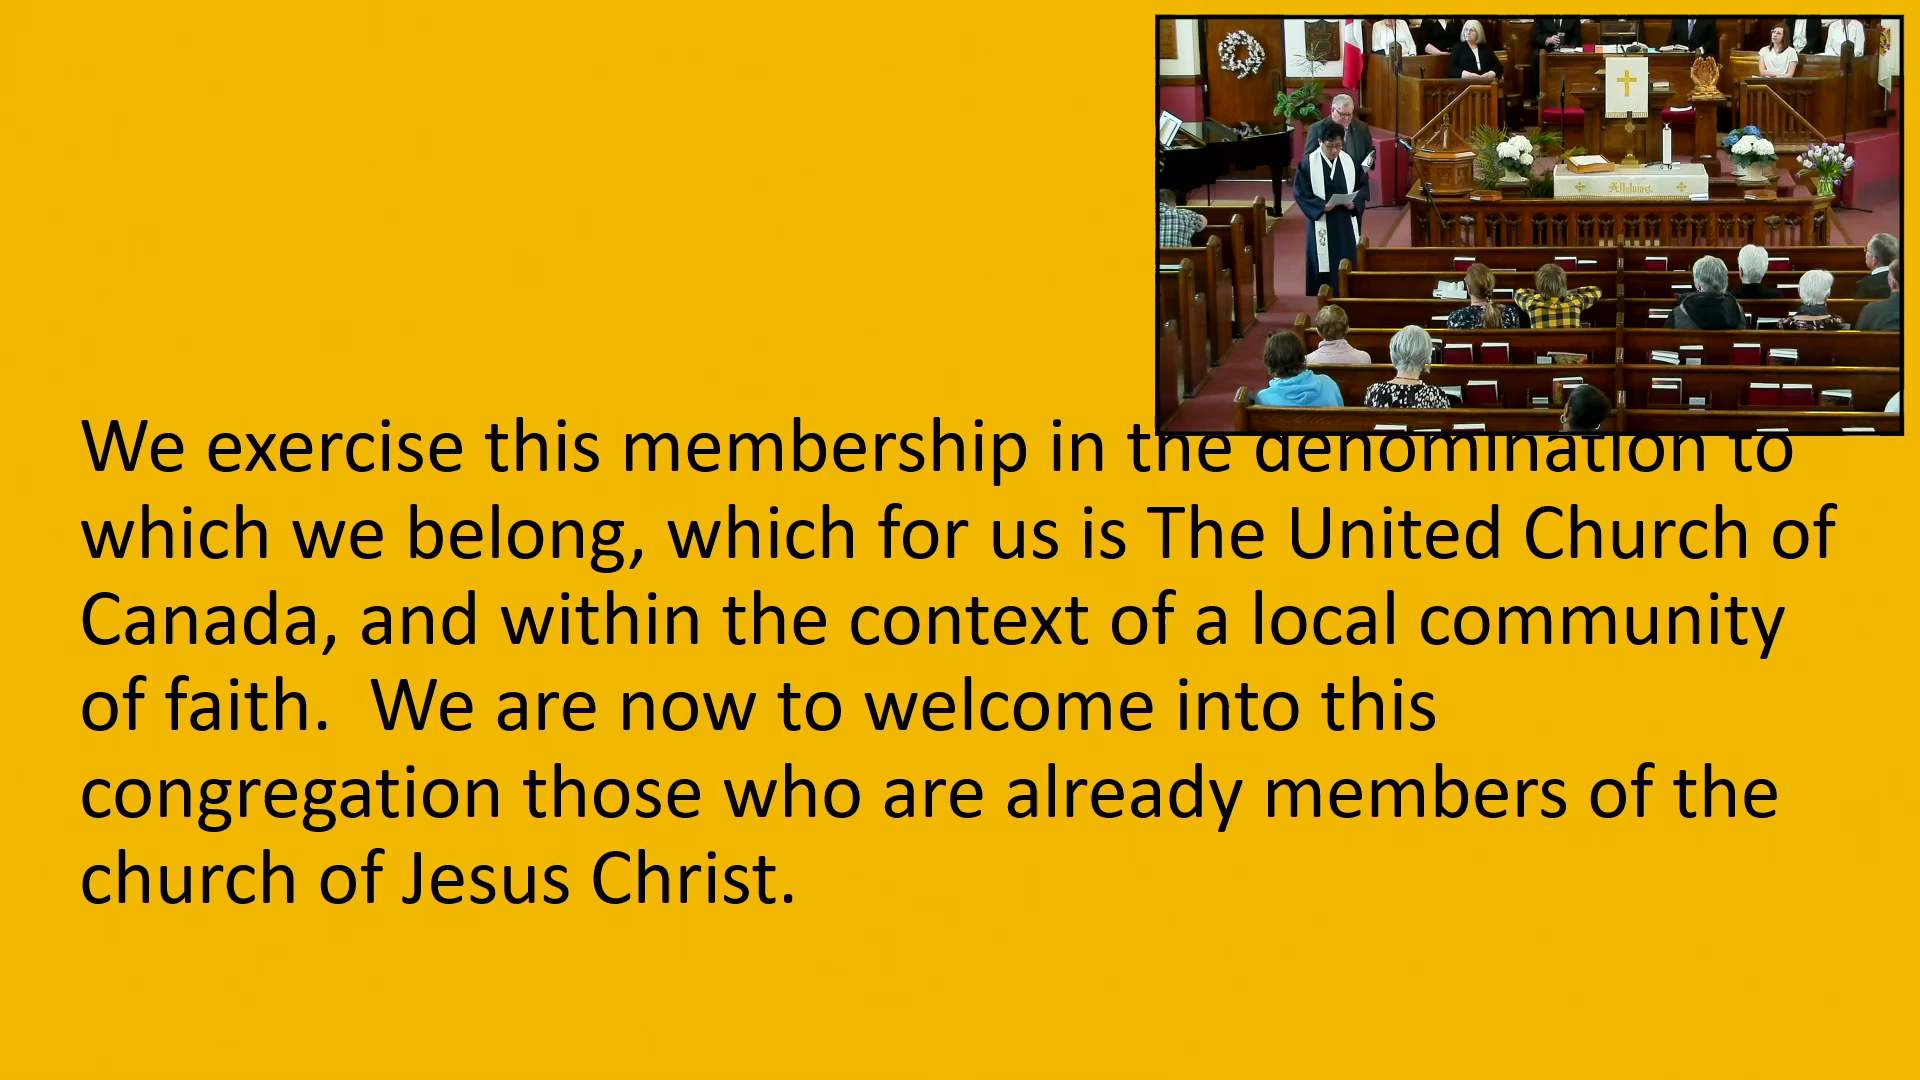 Alleluias.
We exercise this membership in the denomination to
which we belong, which for us is The United Church of
Canada, and within the context of a local community
of faith.  We are now to welcome into this
congregation those who are already members of the
church of Jesus Christ.